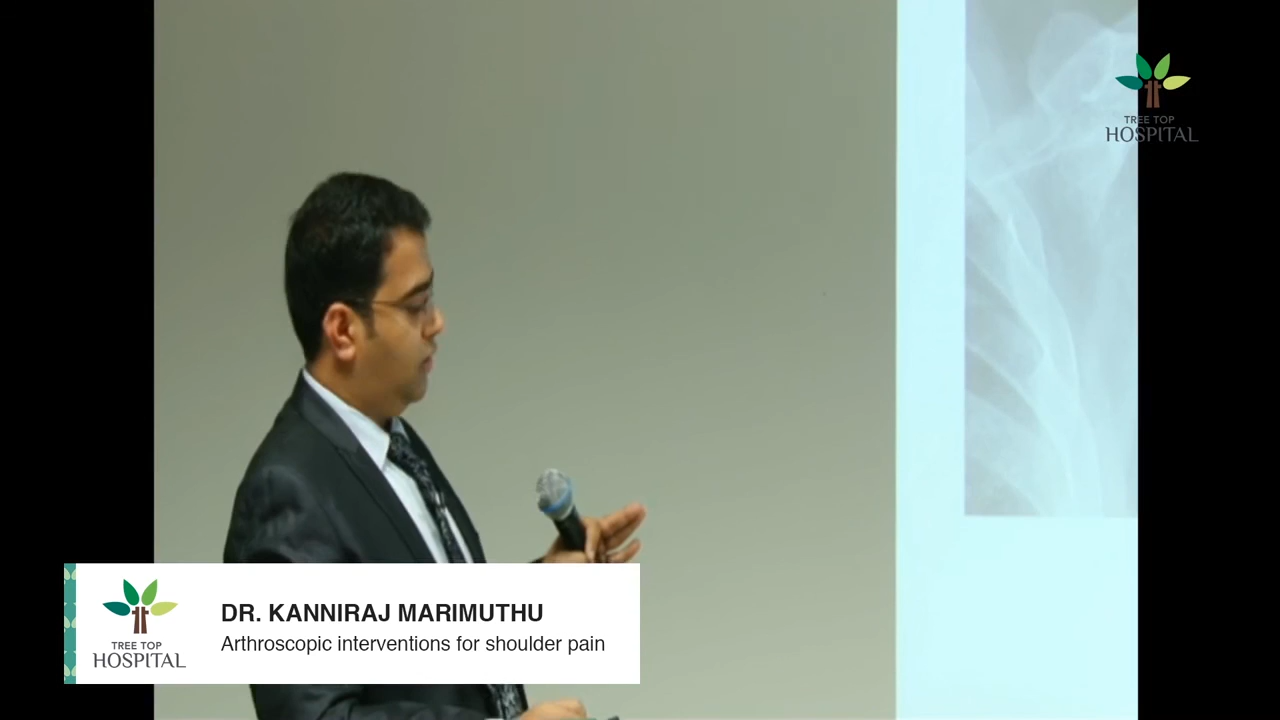 TREE TOP
HOSPITAL
TREE TOP
HOSPITAL
DR. KANNIRAJ MARIMUTHU
Arthroscopic interventions for shoulder pain